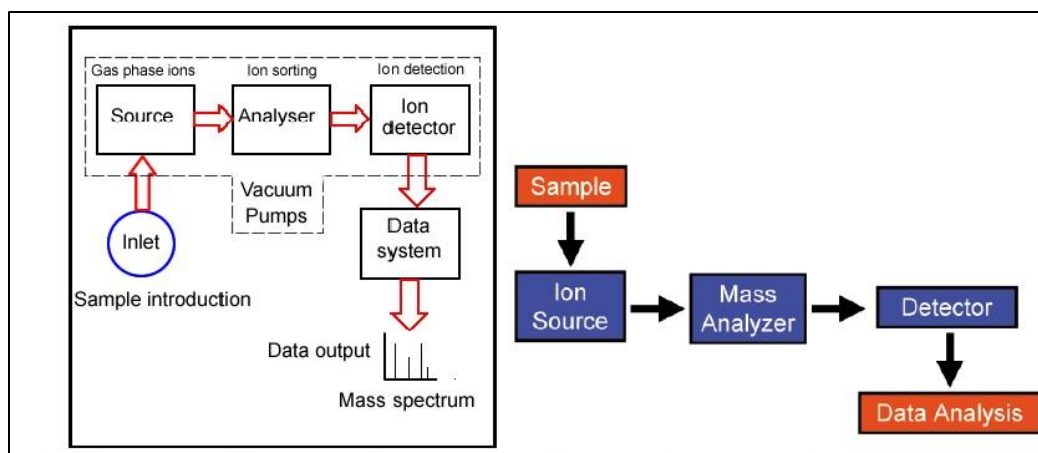 Gas phase ions
Ion sorting
Ion detection
Source
Analyser
Ion
detector
Vacuum
Pumps
Inlet
Data
system
Sample introduction
Data output
Mass spectrum
Sample
Ion
Source
Mass
Analyzer
Detector
Data Analysis